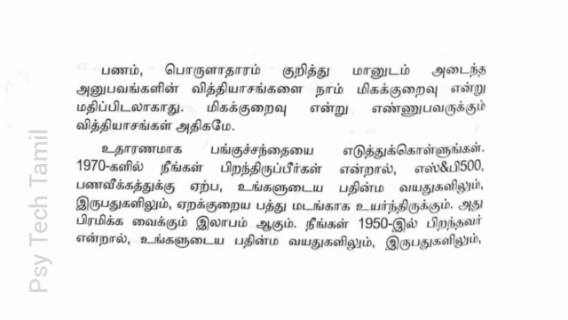 பணம், பொருளாதாரம் குறித்து மானுடம் அடைந்த
அனுபவங்களின் வித்தியாசங்களை நாம் மிகக்குறைவு என்று
மதிப்பிடலாகாது. மிகக்குறைவு என்று எண்ணுபவருக்கும்
வித்தியாசங்கள் அதிகமே.
உதாரணமாக பங்குச்சந்தையை எடுத்துக்கொள்ளுங்கள்.
1970-களில் நீங்கள் பிறந்திருப்பீர்கள் என்றால், எஸ்&பி500,
பணவீக்கத்துக்கு ஏற்ப, உங்களுடைய பதின்ம வயதுகளிலும்,
இருபதுகளிலும், ஏறக்குறைய பத்து மடங்காக உயர்ந்திருக்கும். அது
பிரமிக்க வைக்கும் இலாபம் ஆகும். நீங்கள் 1950-இல் பிறந்தவர்
என்றால், உங்களுடைய பதின்ம வயதுகளிலும், இருபதுகளிலும்,
Psy Tech Tamil